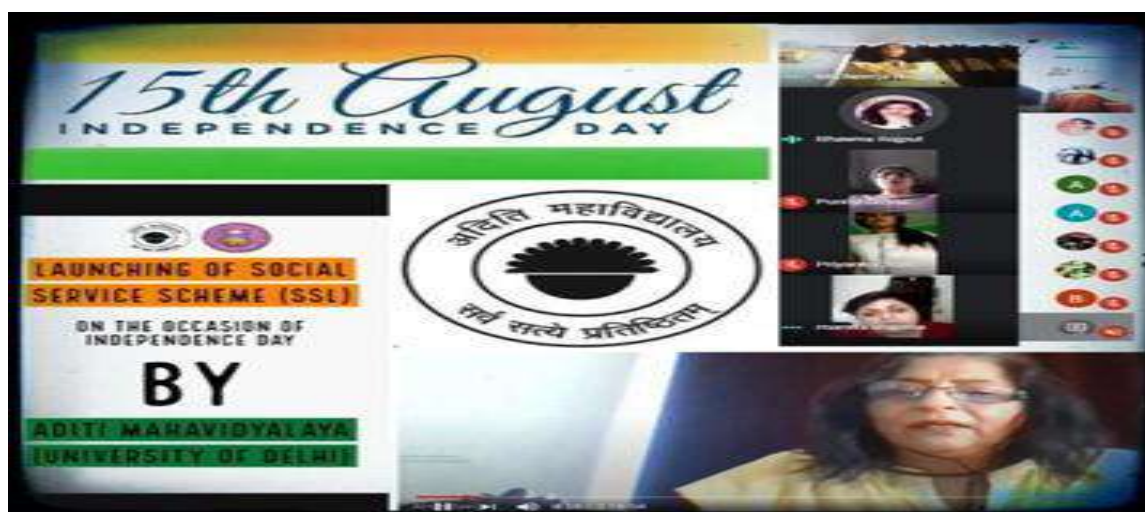 15th August
INDEPENDENCE DAY
LAUNCHING OF SOCIAL
SERVICE SCHEME (SSL)
ON THE OCCASION OF
INDEPENDENCE DAY
BY
ADITI MAHAVIDYALAYA
(UNIVERSITY OF DELHI)
अदिति महाविद्यालय
सर्वं सत्ये प्रतिष्ठितम्
A
A
B